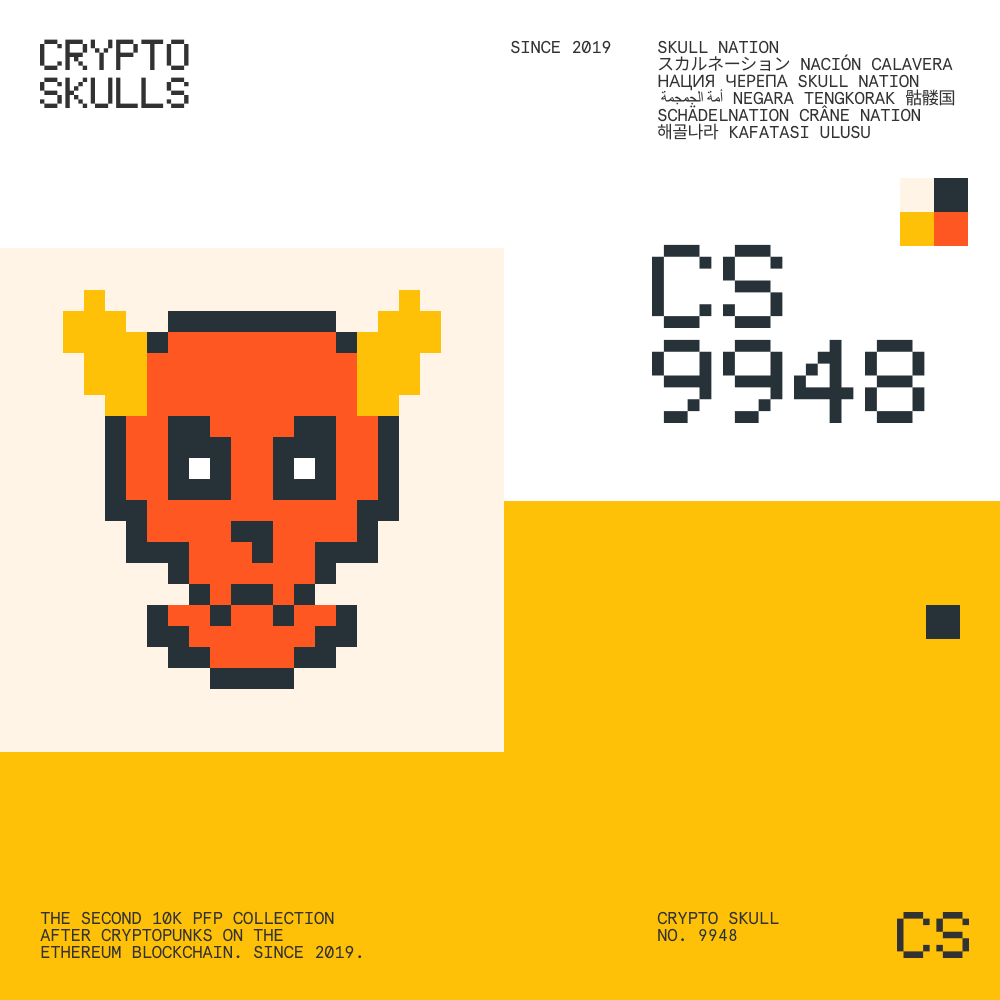 CRYPTO
SKULLS
SINCE 2019
SKULL NATION
スカルネーション NACIÓN CALAVERA
НАЦИЯ ЧЕРЕПА SKULL NATION
أمة الجمجمة NEGARA TENGKORAK 骷髅国
SCHÄDELNATION CRÂNE NATION
해골나라 KAFATASI ULUSU
CS
9948
THE SECOND 10K PFP COLLECTION
AFTER CRYPTOPUNKS ON THE
ETHEREUM BLOCKCHAIN. SINCE 2019.
CRYPTO SKULL
NO. 9948
CS